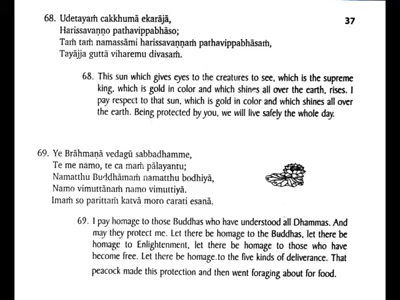 68. Udetayaṁ cakkhumā ekarājā,
37
Harissavaṇṇo pathavippabhāso;
Taṁ taṁ namassāmi harissavaṇṇaṁ pathavippabhāsaṁ,
Tayājja guttā viharemu divasaṁ.
68. This sun which gives eyes to the creatures to see, which is the supreme
king, which is gold in color and which shines all over the earth, rises. I
pay respect to that sun, which is gold in color and which shines all over
the earth. Being protected by you, we will live safely the whole day.
69. Ye Brāhmaṇā vedagū sabbadhamme,
Te me namo, te ca maṁ pālayantu;
Namatthu Buddhānaṁ namatthu bodhiyā,
Namo vimuttānaṁ namo vimuttiyā.
Imaṁ so parittaṁ katvā moro carati esanā.
69. I pay homage to those Buddhas who have understood all Dhammas. And
may they protect me. Let there be homage to the Buddhas, let there be
homage to Enlightenment, let there be homage to those who have
become free. Let there be homage to the five kinds of deliverance. That
peacock made this protection and then went foraging about for food.